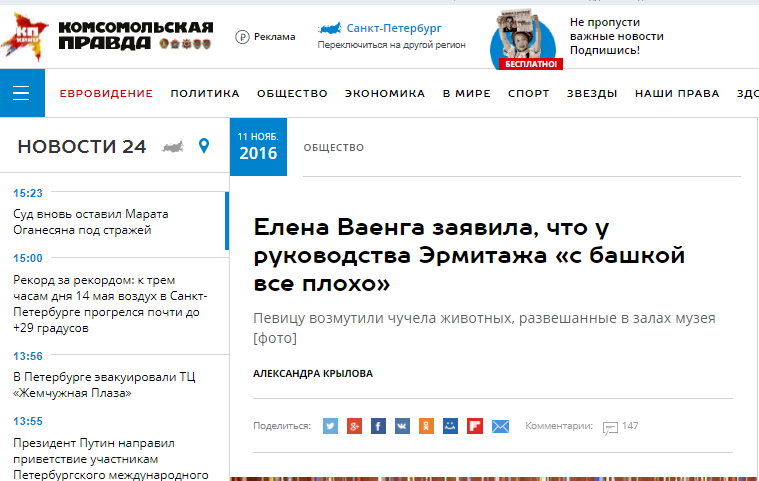 КП
КОМСОМОЛЬСКАЯ
ПРАВДА
Реклама
Санкт-Петербург
Переключиться на другой регион
БЕСПЛАТНО!
Не пропусти
важные новости
Подпишись!
ЕВРОВИДЕНИЕ ПОЛИТИКА ОБЩЕСТВО ЭКОНОМИКА В МИРЕ СПОРТ ЗВЕЗДЫ НАШИ ПРАВА ЗДО
НОВОСТИ 24
15:23
Суд вновь оставил Марата
Оганесяна под стражей
15:00
Рекорд за рекордом: к трем
часам дня 14 мая воздух в Санкт-
Петербурге прогрелся почти до
+29 градусов
13:56
В Петербурге эвакуировали ТЦ
«Жемчужная Плаза»
13:55
Президент Путин направил
приветствие участникам
Петербургского международного
11 НОЯБ.
2016
ОБЩЕСТВО
Елена Ваенга заявила, что у
руководства Эрмитажа «с башкой
все плохо»
Певицу возмутили чучела животных, развешанные в залах музея
[фото]
АЛЕКСАНДРА КРЫЛОВА
Поделиться:
Комментарии: 147